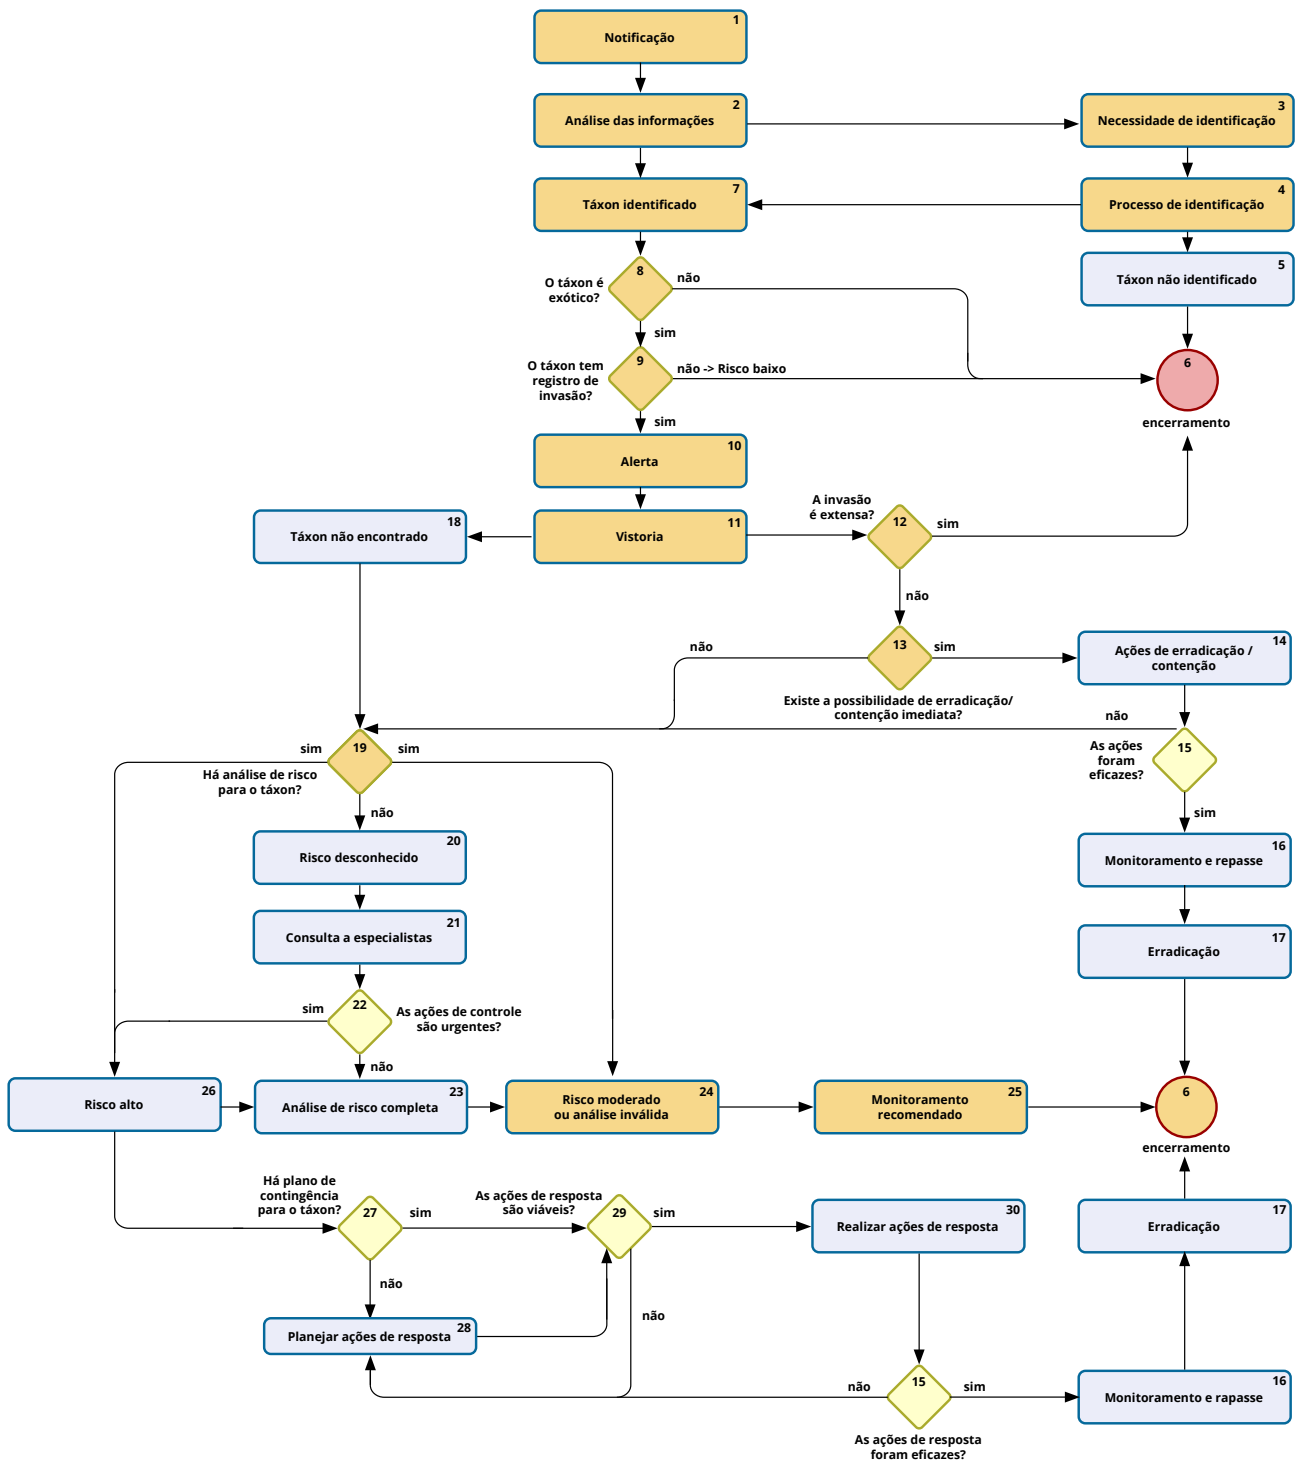 1
Notificação
2
Análise das informações
3
Necessidade de identificação
7
Táxon identificado
4
Processo de identificação
5
Táxon não identificado
8
O táxon é
exótico?
não
sim
9
O táxon tem
registro de
invasão?
não -> Risco baixo
sim
6
encerramento
10
Alerta
18
Táxon não encontrado
11
Vistoria
A invasão
é extensa?
12
sim
não
13
não
sim
Existe a possibilidade de erradicação/
contenção imediata?
14
Ações de erradicação /
contenção
não
15
As ações
foram
eficazes?
sim
19
sim
sim
Há análise de risco
para o táxon?
não
20
Risco desconhecido
16
Monitoramento e repasse
21
Consulta a especialistas
17
Erradicação
22
sim
As ações de controle
são urgentes?
não
26
Risco alto
23
Análise de risco completa
24
Risco moderado
ou análise inválida
25
Monitoramento
recomendado
6
encerramento
Há plano de
contingência
para o táxon?
27
sim
não
As ações de resposta
são viáveis?
29
sim
não
30
Realizar ações de resposta
17
Erradicação
28
Planejar ações de resposta
15
não
sim
As ações de resposta
foram eficazes?
16
Monitoramento e rapasse